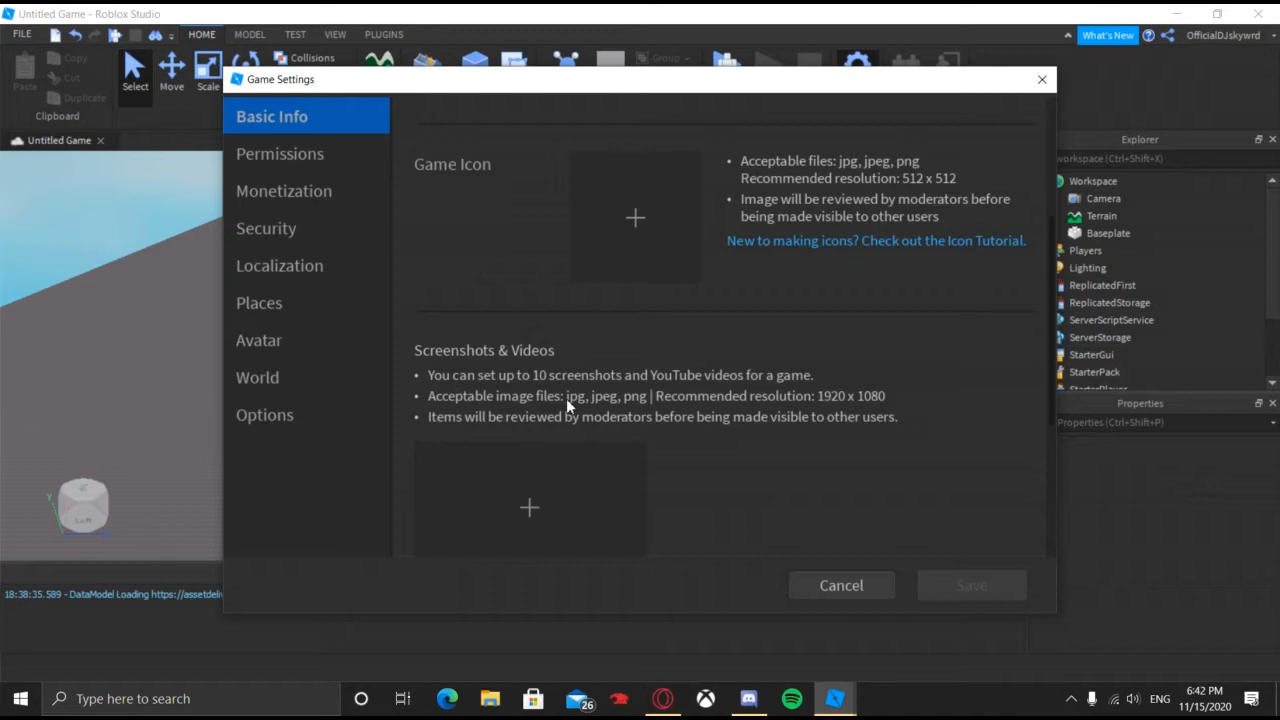 Untitled Game - Roblox Studio
FILE
HOME
MODEL
TEST
VIEW
PLUGINS
What's New
OfficialDJskywrd
Paste
Copy
Cut
Duplicate
Clipboard
Select
Move
Scale
Collisions
Group
Game Settings
Untitled Game
Basic Info
Permissions
Monetization
Security
Localization
Places
Avatar
World
Options
Game Icon
• Acceptable files: jpg, jpeg, png
Recommended resolution: 512 x 512
• Image will be reviewed by moderators before
being made visible to other users
New to making icons? Check out the Icon Tutorial.
Screenshots & Videos
• You can set up to 10 screenshots and YouTube videos for a game.
• Acceptable image files: jpg, jpeg, png | Recommended resolution: 1920 x 1080
• Items will be reviewed by moderators before being made visible to other users.
Cancel
Save
Explorer
workspace (Ctrl+Shift+X)
Workspace
Camera
Terrain
Baseplate
Players
Lighting
ReplicatedFirst
ReplicatedStorage
ServerScriptService
ServerStorage
StarterGui
StarterPack
StarterPlayer
Properties
Properties (Ctrl+Shift+P)
Y
Left
18:38:35.589 - DataModel Loading https://assetdeli
Type here to search
26
ENG
6:42 PM
11/15/2020